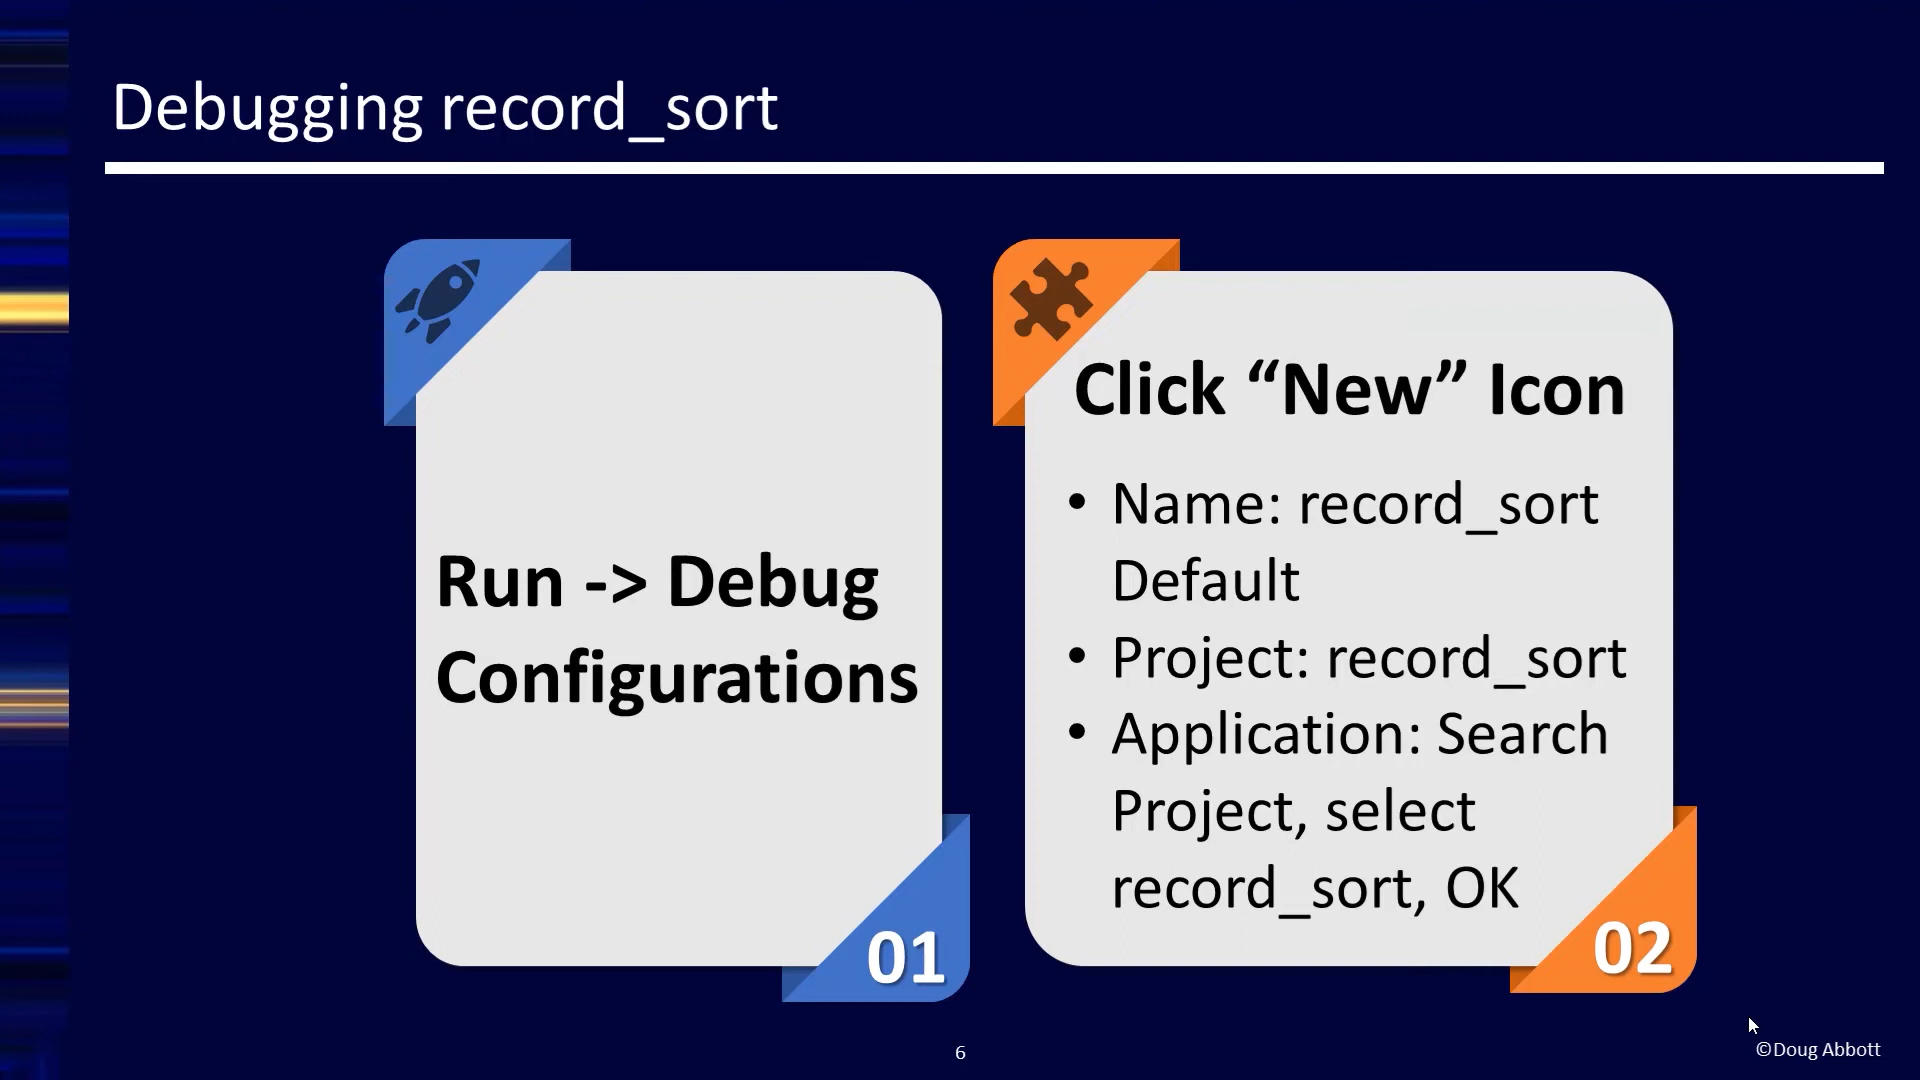 Debugging record_sort
Run -> Debug
Configurations
01
Click “New” Icon
• Name: record_sort
Default
• Project: record_sort
• Application: Search
Project, select
record_sort, OK
02
6
©Doug Abbott